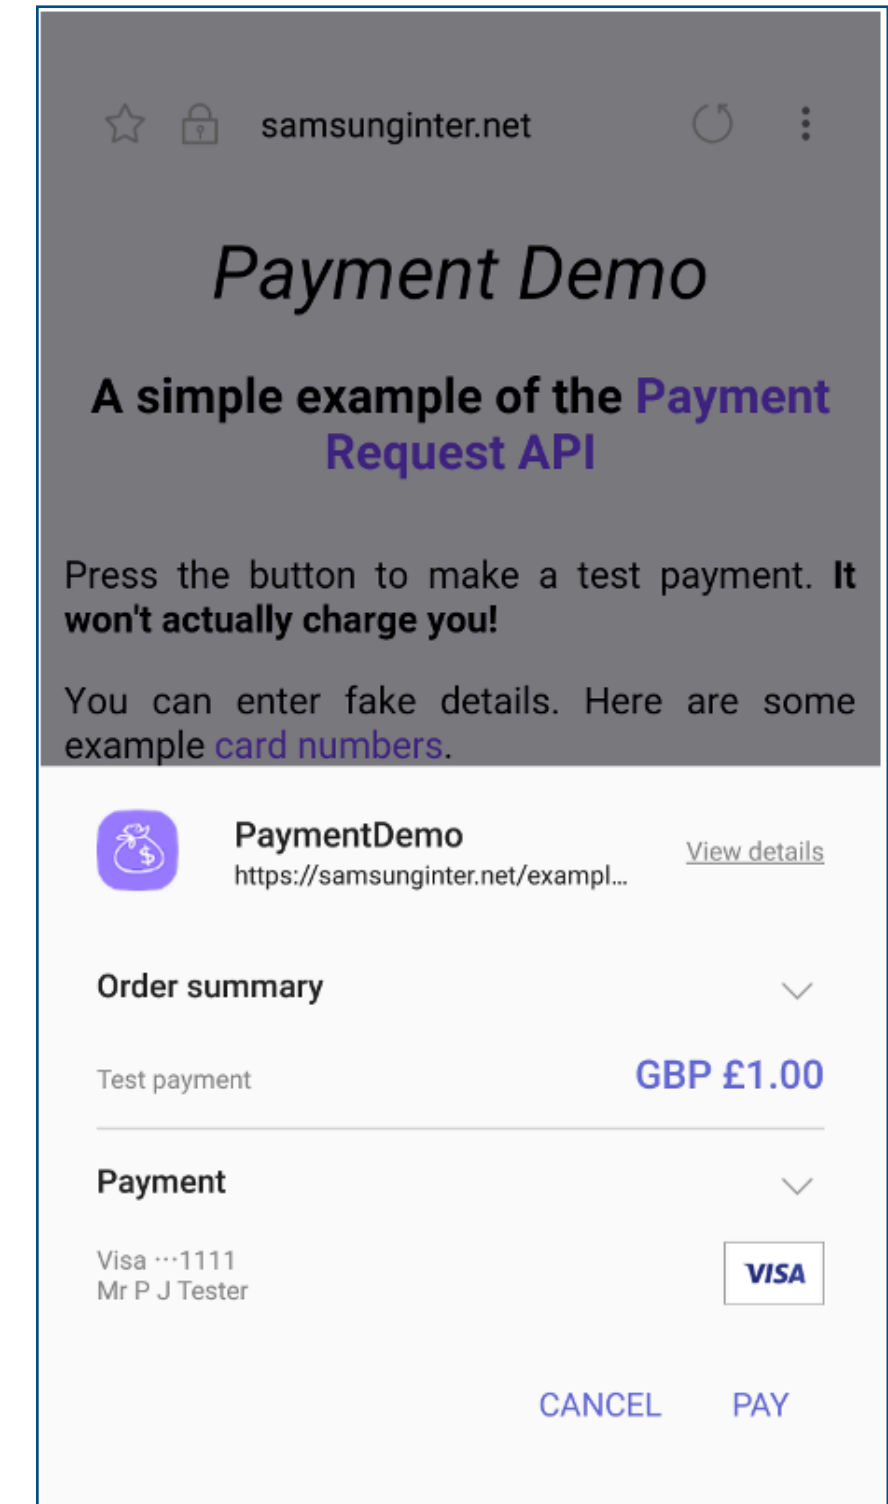 samsunginter.net
Payment Demo
A simple example of the Payment
Request API
Press the button to make a test payment. It
won't actually charge you!
You can enter fake details. Here are some
example card numbers.
$
PaymentDemo
https://samsunginter.net/exampl...
View details
Order summary
Test payment
GBP £1.00
Payment
Visa ···1111
Mr P J Tester
VISA
CANCEL PAY